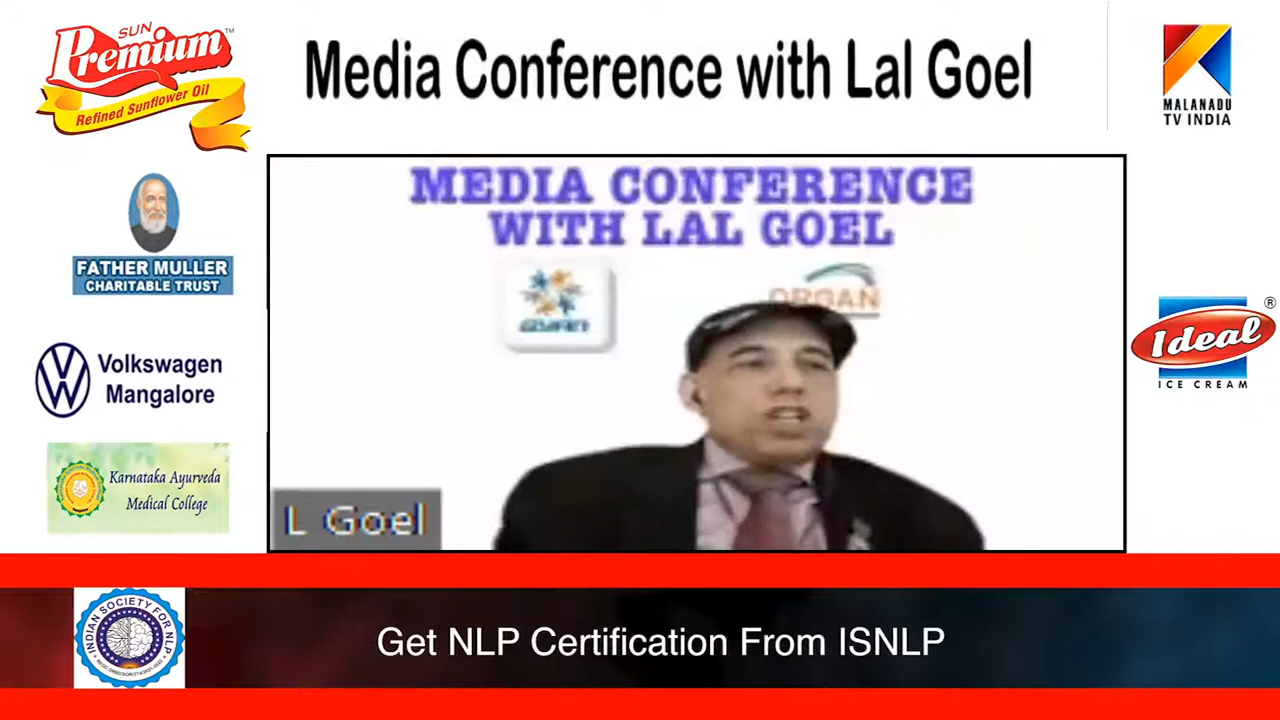 SUN
Premium™
Refined Sunflower Oil
Media Conference with Lal Goel
MALANADU
TV INDIA
FATHER MULLER
CHARITABLE TRUST
Volkswagen
Mangalore
Karnataka Ayurveda
Medical College
MEDIA CONFERENCE
WITH LAL GOEL
ORGAN
L Goel
Ideal®
ICE CREAM
INDIAN SOCIETY FOR NLP
Get NLP Certification From ISNLP